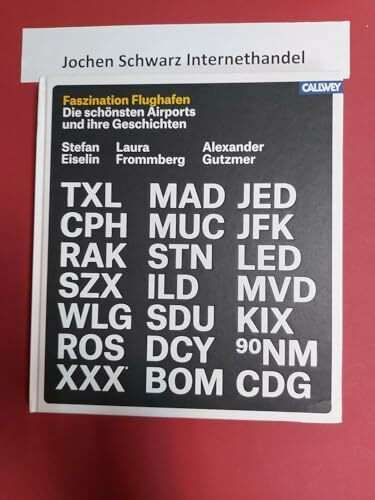 Jochen Schwarz Internethandel
CALLWEY
Faszination Flughafen
Die schönsten Airports
und ihre Geschichten
Stefan Eiselin
Laura Frommberg
Alexander Gutzmer
TXL MAD JED
CPH MUC JFK
RAK STN LED
SZX ILD MVD
WLG SDU KIX
ROS DCY 90NM
XXX* BOM CDG